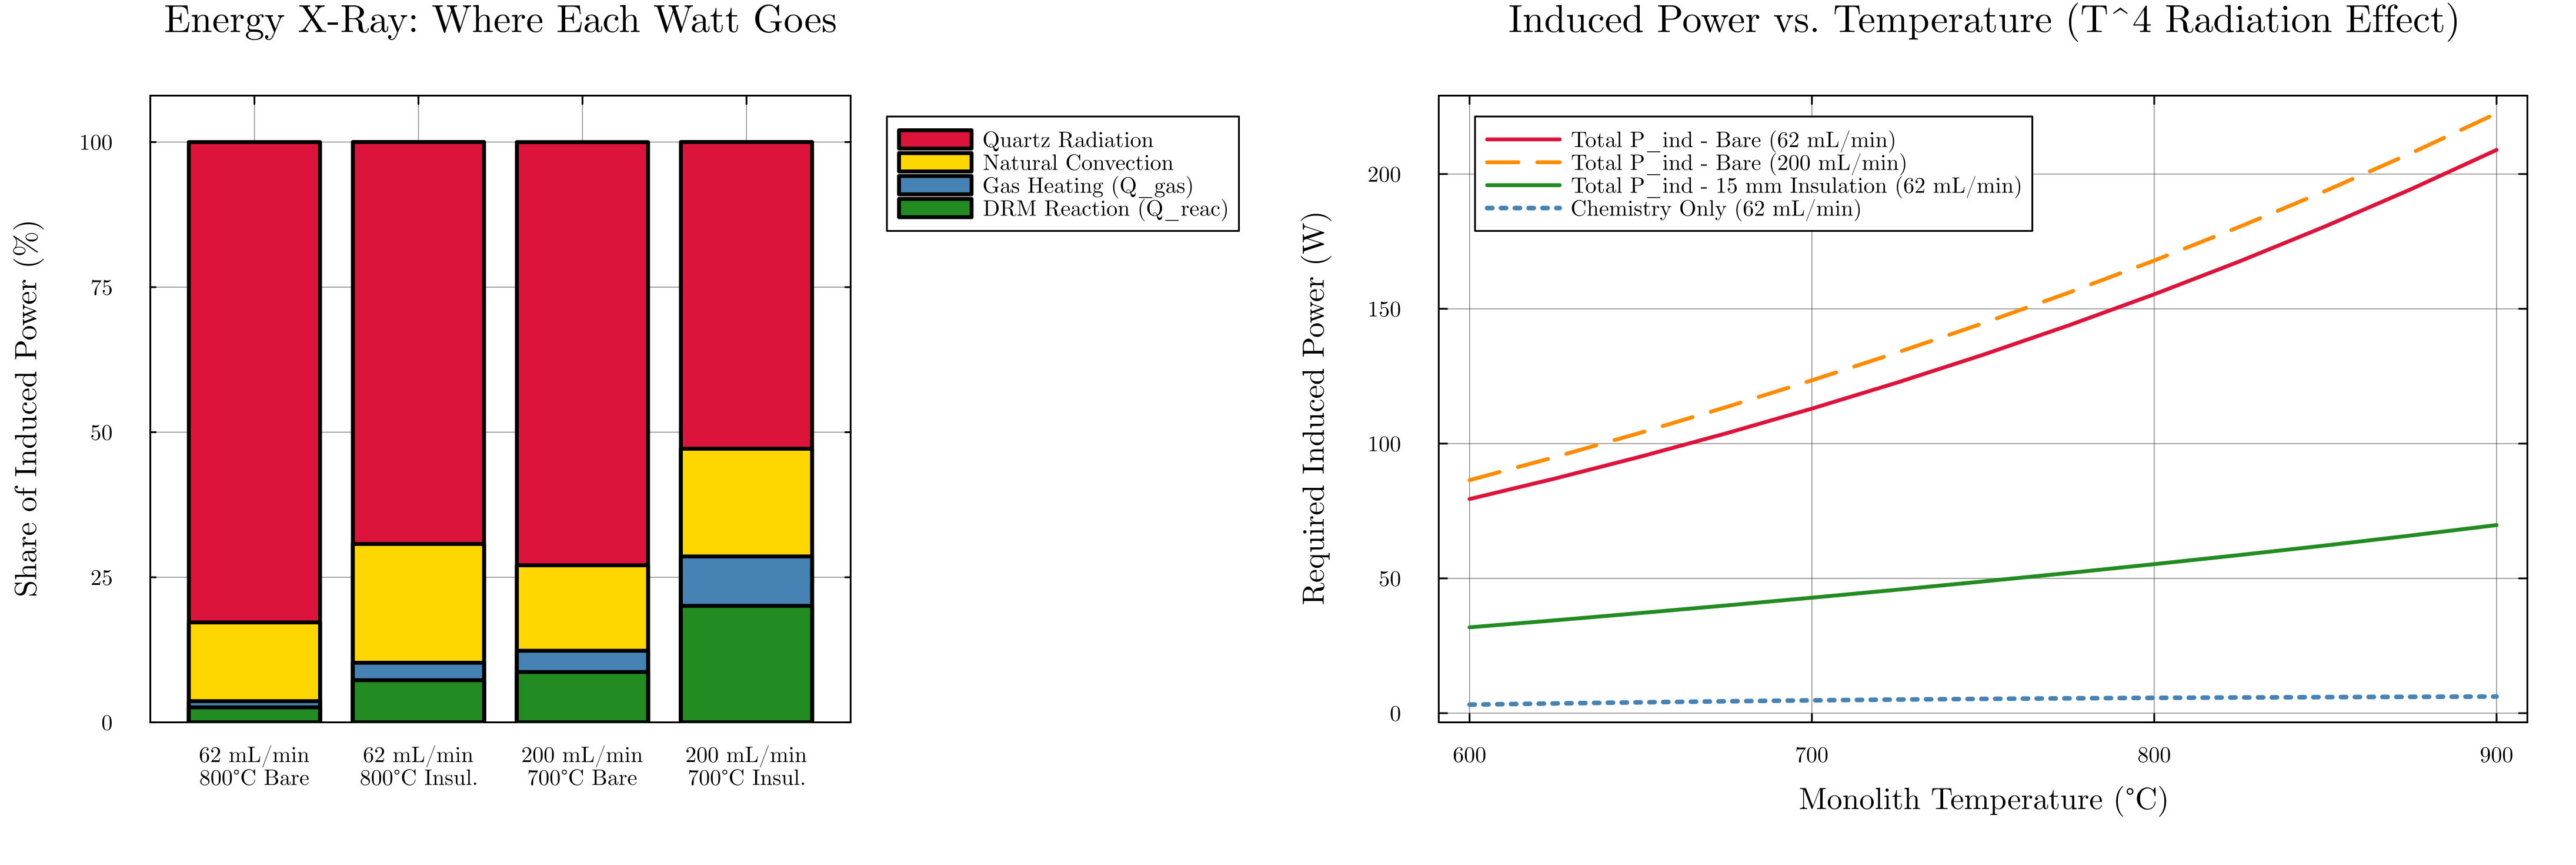 Energy X-Ray: Where Each Watt Goes
Share of Induced Power (%)
100
75
50
25
0
62 mL/min
800°C Bare
62 mL/min
800°C Insul.
200 mL/min
700°C Bare
200 mL/min
700°C Insul.
Quartz Radiation
Natural Convection
Gas Heating (Q_gas)
DRM Reaction (Q_reac)
Induced Power vs. Temperature (T^4 Radiation Effect)
Required Induced Power (W)
200
150
100
50
0
Total P_ind - Bare (62 mL/min)
Total P_ind - Bare (200 mL/min)
Total P_ind - 15 mm Insulation (62 mL/min)
Chemistry Only (62 mL/min)
600
700
800
900
Monolith Temperature (°C)